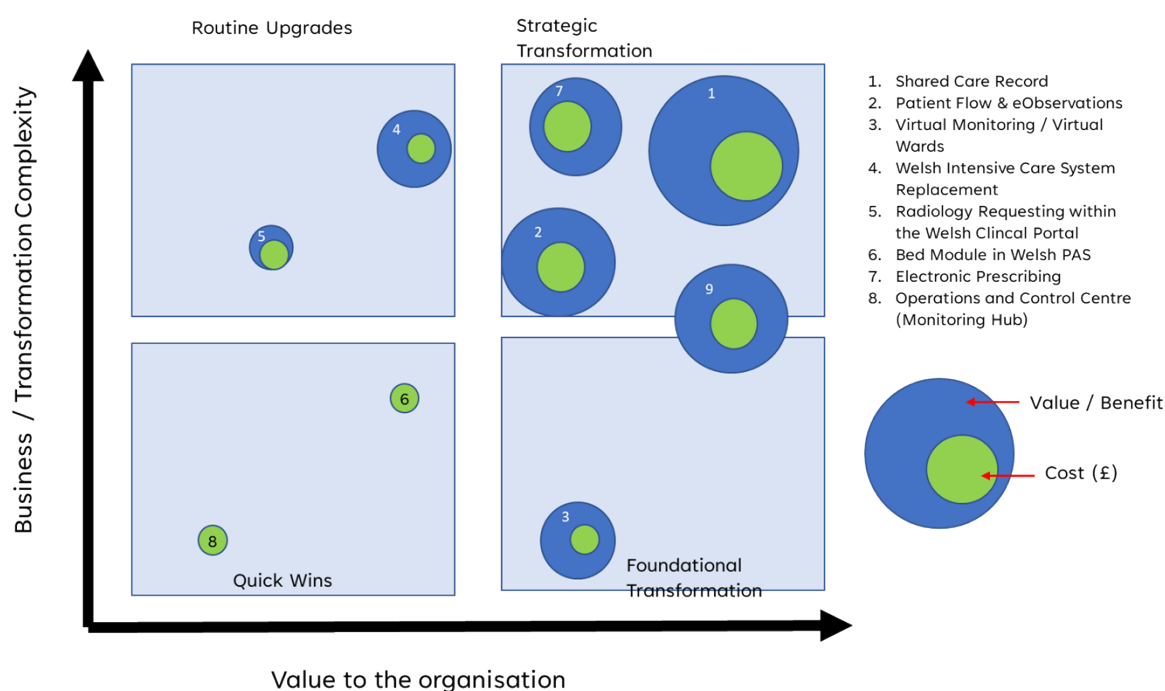 Routine Upgrades
Strategic
Transformation
Business / Transformation Complexity
7
1
4
2
5
9
6
8
3
Quick Wins
Foundational
Transformation
Value to the organisation
1. Shared Care Record
2. Patient Flow & eObservations
3. Virtual Monitoring / Virtual
Wards
4. Welsh Intensive Care System
Replacement
5. Radiology Requesting within
the Welsh Clincal Portal
6. Bed Module in Welsh PAS
7. Electronic Prescribing
8. Operations and Control Centre
(Monitoring Hub)
Value / Benefit
Cost (£)